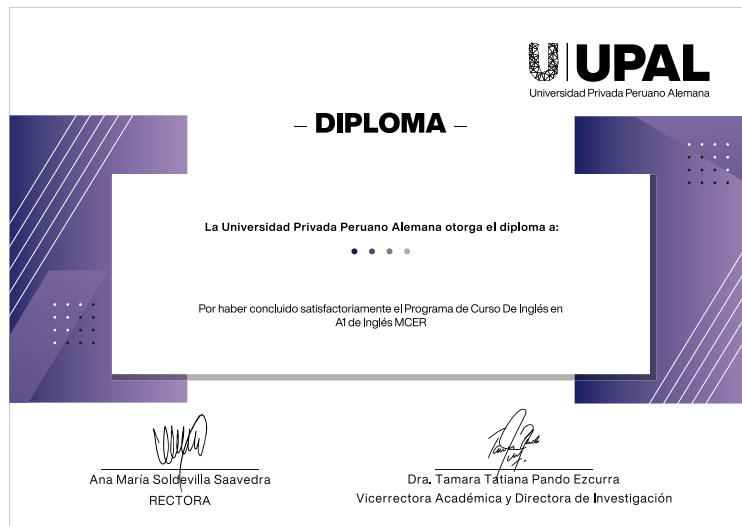 UPAL
Universidad Privada Peruano Alemana
– DIPLOMA –
La Universidad Privada Peruano Alemana otorga el diploma a:
Por haber concluido satisfactoriamente el Programa de Curso De Inglés en
A1 de Inglés MCER
Ana María Soldevilla Saavedra
RECTORA
Dra. Tamara Tatiana Pando Ezcurra
Vicerrectora Académica y Directora de Investigación